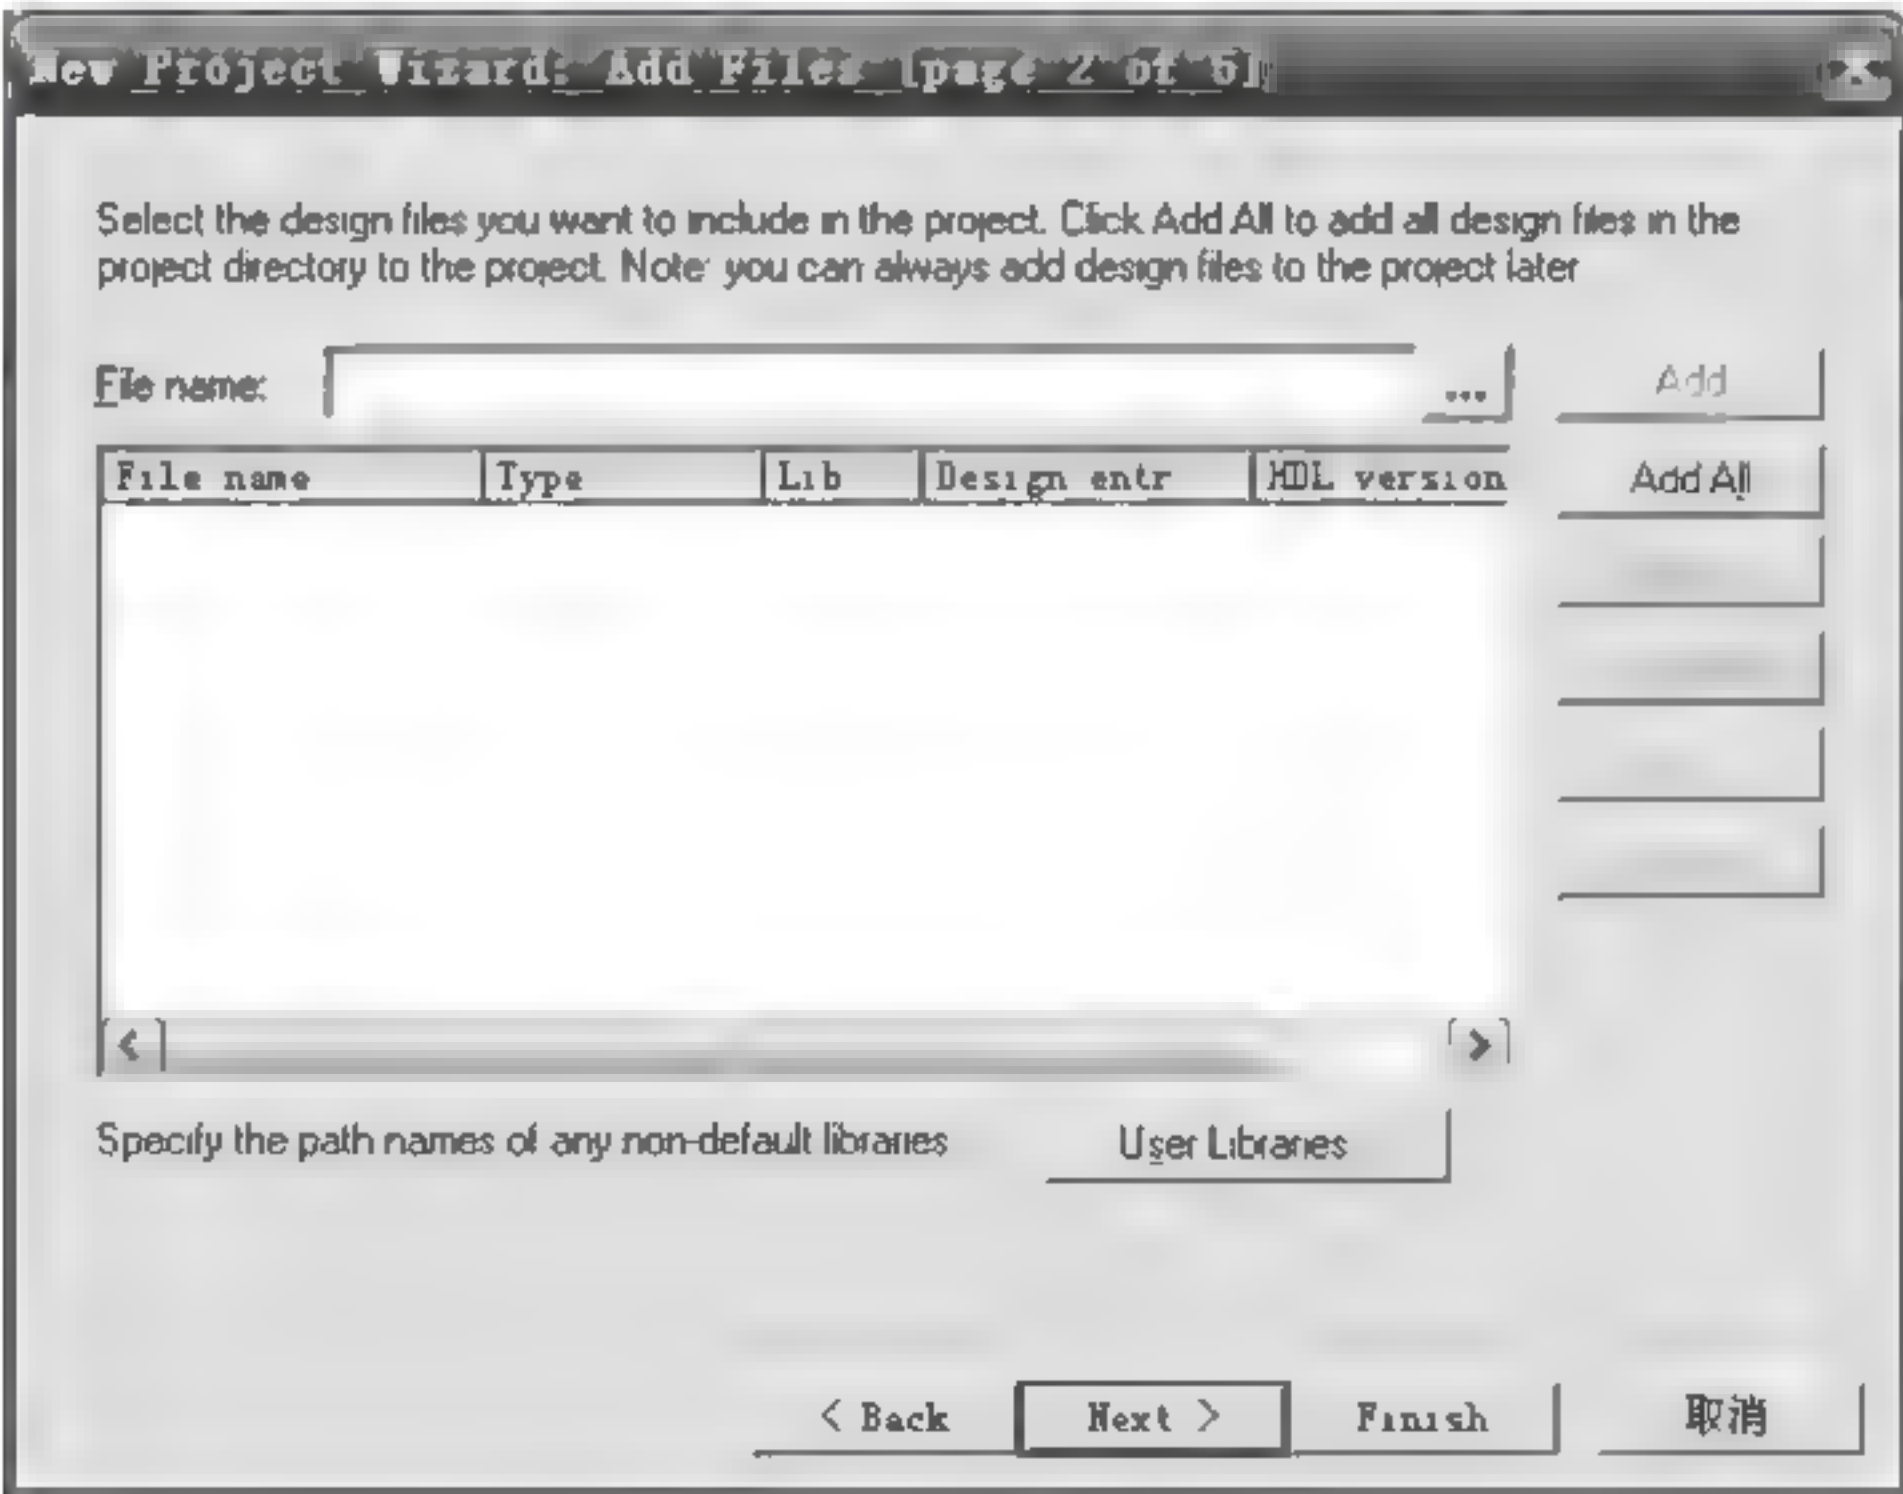 New Project Wizard: Add Files [page 2 of 5]
Select the design files you want to include in the project. Click Add All to add all design files in the
project directory to the project. Note: you can always add design files to the project later
File name:
...
Add
File name Type Lib Design entr HDL version
Add All
Specify the path names of any non-default libraries
User Libraries
< Back
Next >
Finish
取消